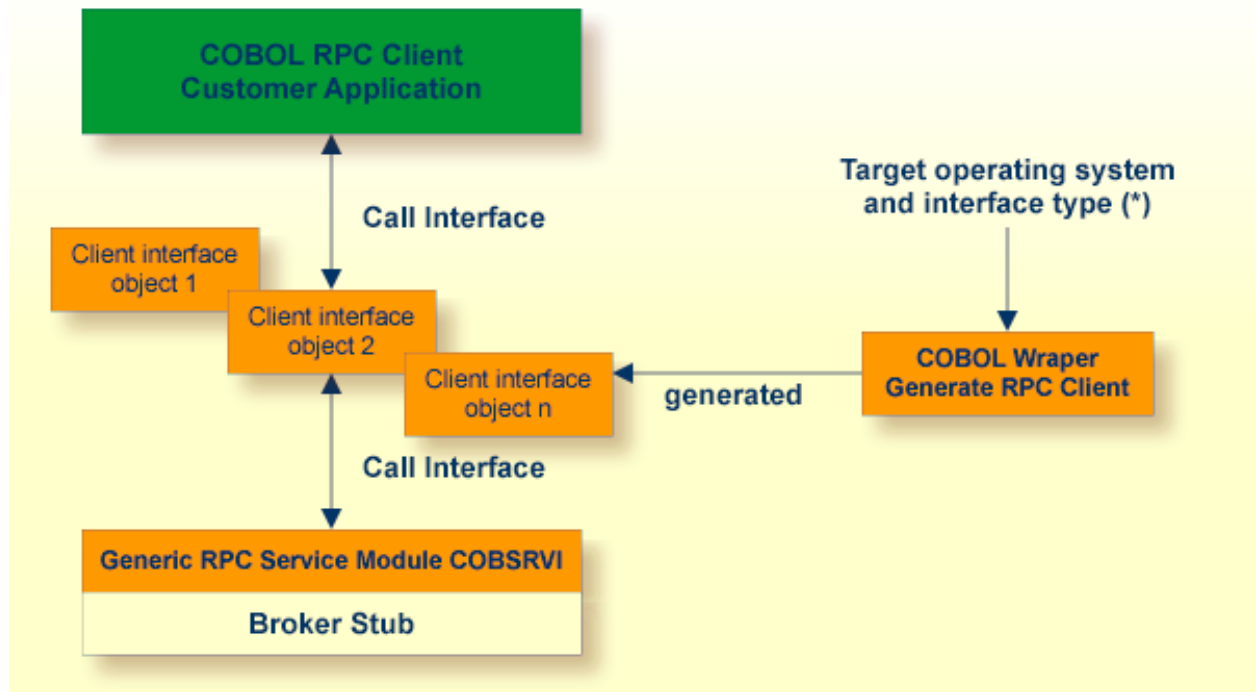 COBOL RPC Client
Customer Application
Target operating system
and interface type (*)
Call Interface
Client interface
object 1
Client interface
object 2
Client interface
object n
generated
COBOL Wraper
Generate RPC Client
Call Interface
Generic RPC Service Module COBSRVI
Broker Stub